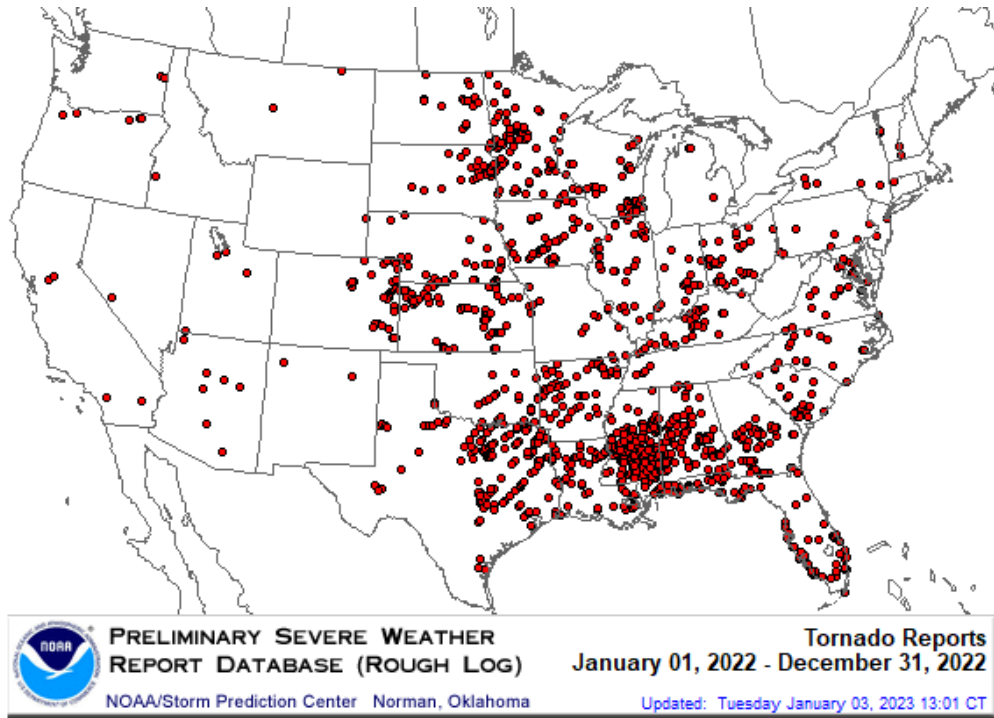 NOAA
PRELIMINARY SEVERE WEATHER
REPORT DATABASE (ROUGH LOG)
NOAA/Storm Prediction Center Norman, Oklahoma
Tornado Reports
January 01, 2022 - December 31, 2022
Updated: Tuesday January 03, 2023 13:01 CT